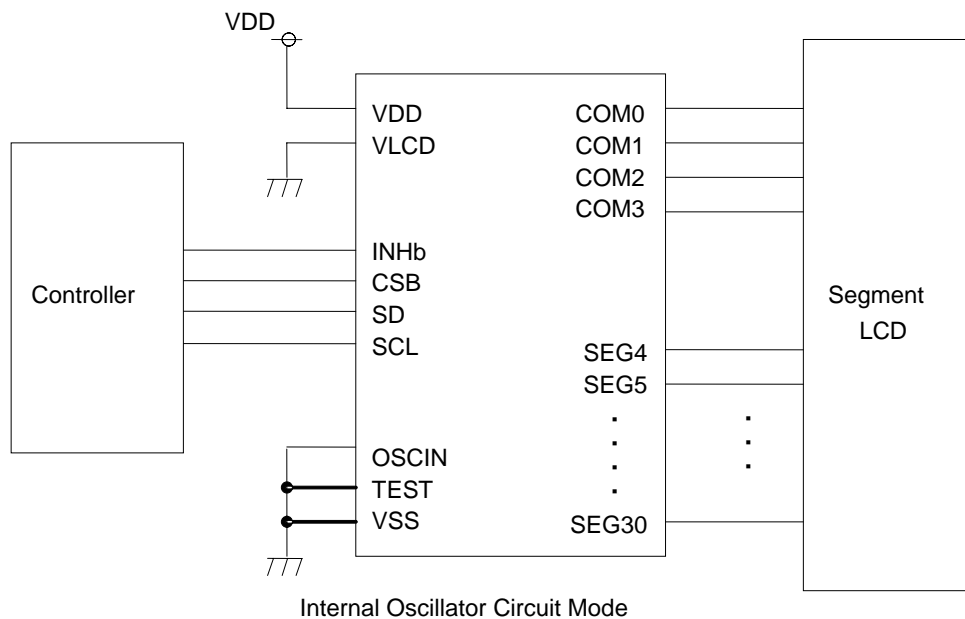 VDD
VDD
VLCD
INHb
CSB
SD
SCL
OSCIN
TEST
VSS
COM0
COM1
COM2
COM3
SEG4
SEG5
SEG30
Controller
Segment
LCD
Internal Oscillator Circuit Mode